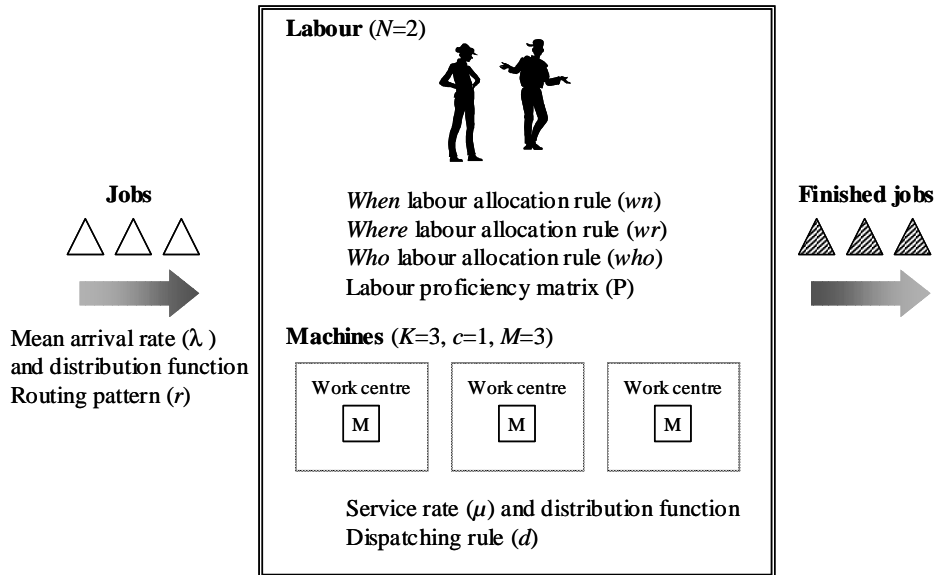 Labour (N=2)
Jobs
Mean arrival rate (λ )
and distribution function
Routing pattern (r)
When labour allocation rule (wn)
Where labour allocation rule (wr)
Who labour allocation rule (who)
Labour proficiency matrix (P)
Machines (K=3, c=1, M=3)
Work centre
M
Work centre
M
Work centre
M
Service rate (μ) and distribution function
Dispatching rule (d)
Finished jobs